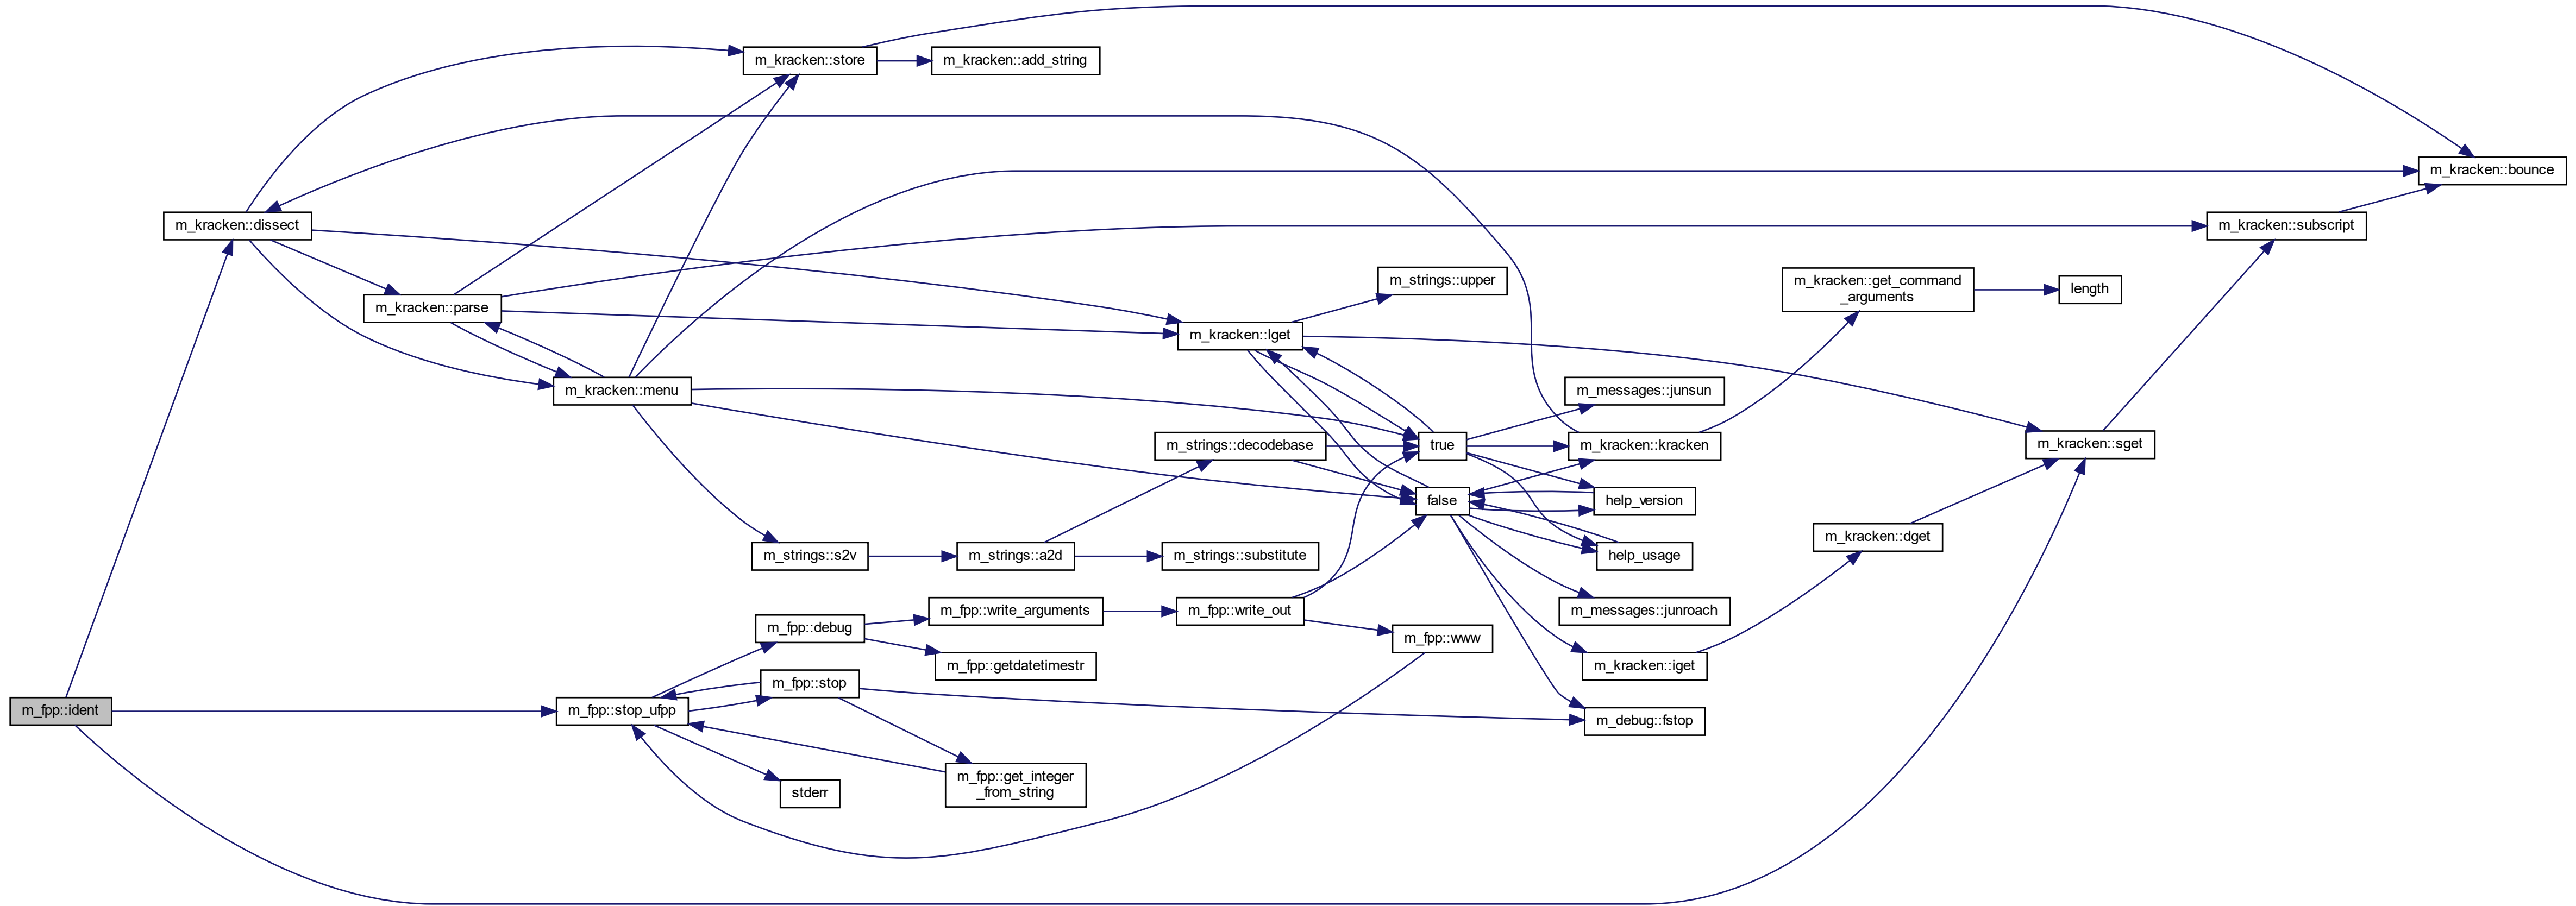 m_kracken::store
m_kracken::add_string
m_kracken::bounce
m_kracken::dissect
m_kracken::subscript
m_strings::upper
m_kracken::get_command
_arguments
length
m_kracken::parse
m_kracken::lget
m_kracken::menu
m_messages::junsun
m_strings::decodebase
true
m_kracken::kracken
m_kracken::sget
false
help_version
m_kracken::dget
m_strings::s2v
m_strings::a2d
m_strings::substitute
help_usage
m_fpp::write_arguments
m_fpp::write_out
m_messages::junroach
m_fpp::debug
m_fpp::www
m_fpp::getdatetimestr
m_kracken::iget
m_fpp::stop
m_fpp::ident
m_fpp::stop_ufpp
m_debug::fstop
m_fpp::get_integer
_from_string
stderr